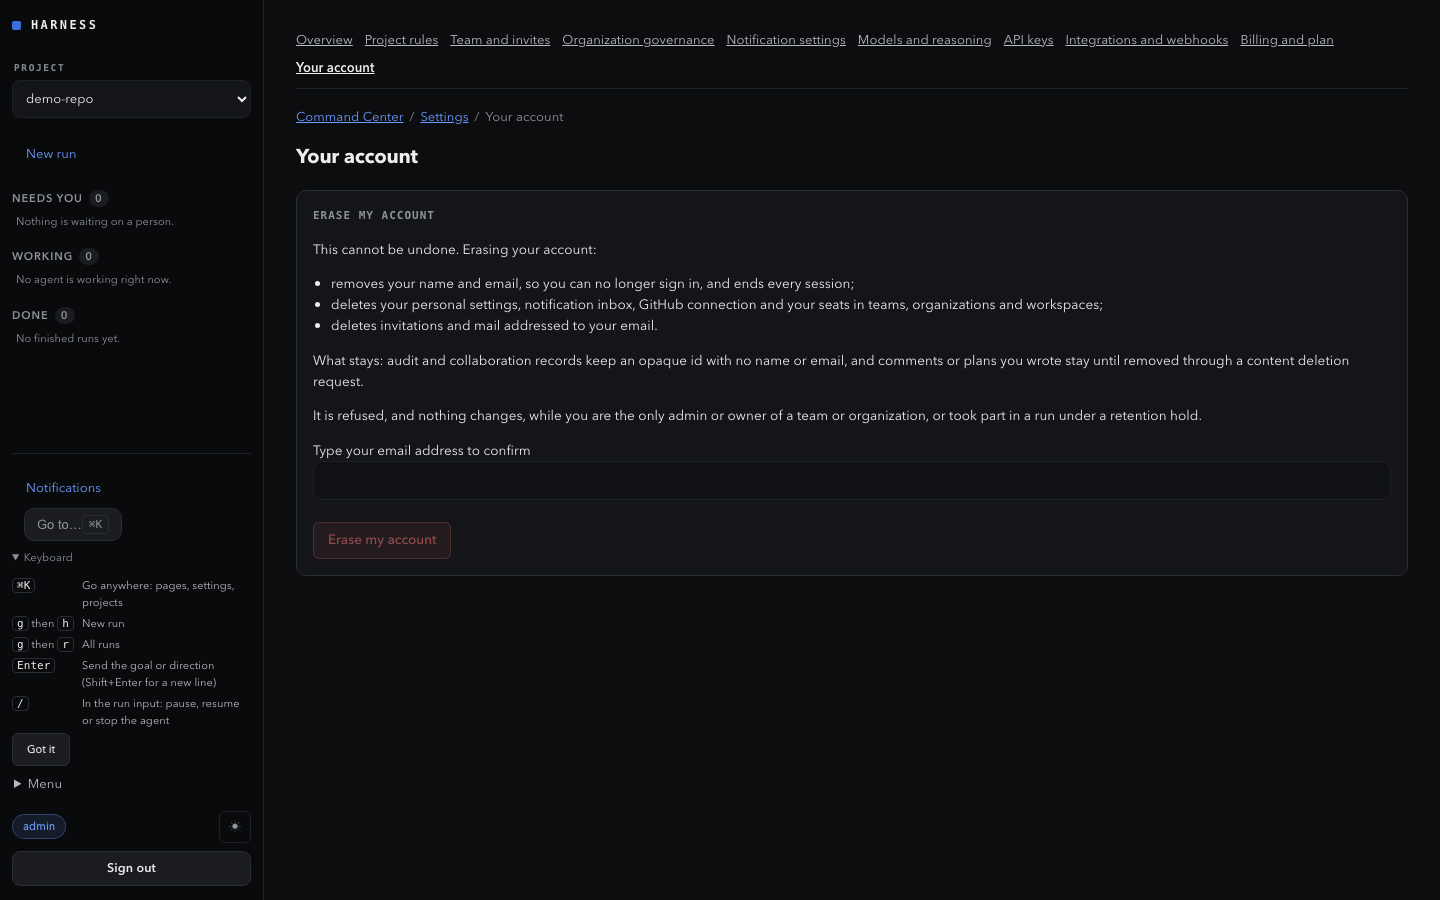 HARNESS
PROJECT
demo-repo
New run
NEEDS YOU 0
Nothing is waiting on a person.
WORKING 0
No agent is working right now.
DONE 0
No finished runs yet.
Notifications
Go to... ⌘K
Keyboard
⌘K Go anywhere: pages, settings,
projects
g then h New run
g then r All runs
Enter Send the goal or direction
(Shift+Enter for a new line)
/ In the run input: pause, resume
or stop the agent
Got it
Menu
admin
Sign out
Overview Project rules Team and invites Organization governance Notification settings Models and reasoning API keys Integrations and webhooks Billing and plan
Your account
Command Center / Settings / Your account
Your account
ERASE MY ACCOUNT
This cannot be undone. Erasing your account:
• removes your name and email, so you can no longer sign in, and ends every session;
• deletes your personal settings, notification inbox, GitHub connection and your seats in teams, organizations and workspaces;
• deletes invitations and mail addressed to your email.
What stays: audit and collaboration records keep an opaque id with no name or email, and comments or plans you wrote stay until removed through a content deletion
request.
It is refused, and nothing changes, while you are the only admin or owner of a team or organization, or took part in a run under a retention hold.
Type your email address to confirm
Erase my account